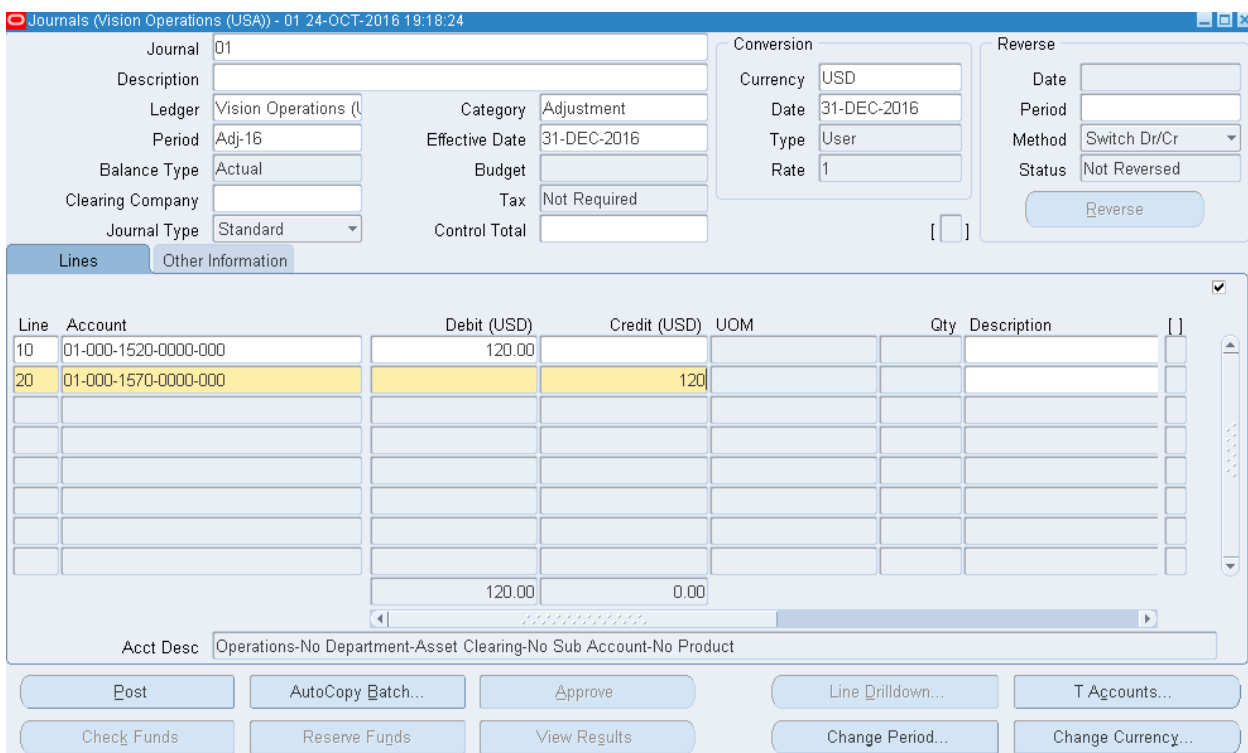 Journals (Vision Operations (USA)) - 01 24-OCT-2016 19:18:24
Journal 01
Description
Ledger Vision Operations (U
Category Adjustment
Period Adj-16
Effective Date 31-DEC-2016
Balance Type Actual
Budget
Clearing Company
Tax Not Required
Journal Type Standard
Control Total
Conversion
Currency USD
Date 31-DEC-2016
Type User
Rate 1
Reverse
Date
Period
Method Switch Dr/Cr
Status Not Reversed
Reverse
[ ]
Lines Other Information
Line Account Debit (USD) Credit (USD) UOM Qty Description [ ]
10 01-000-1520-0000-000 120.00
20 01-000-1570-0000-000 120
120.00 0.00
Acct Desc Operations-No Department-Asset Clearing-No Sub Account-No Product
Post AutoCopy Batch... Approve Line Drilldown... T Accounts...
Check Funds Reserve Funds View Results Change Period... Change Currency...